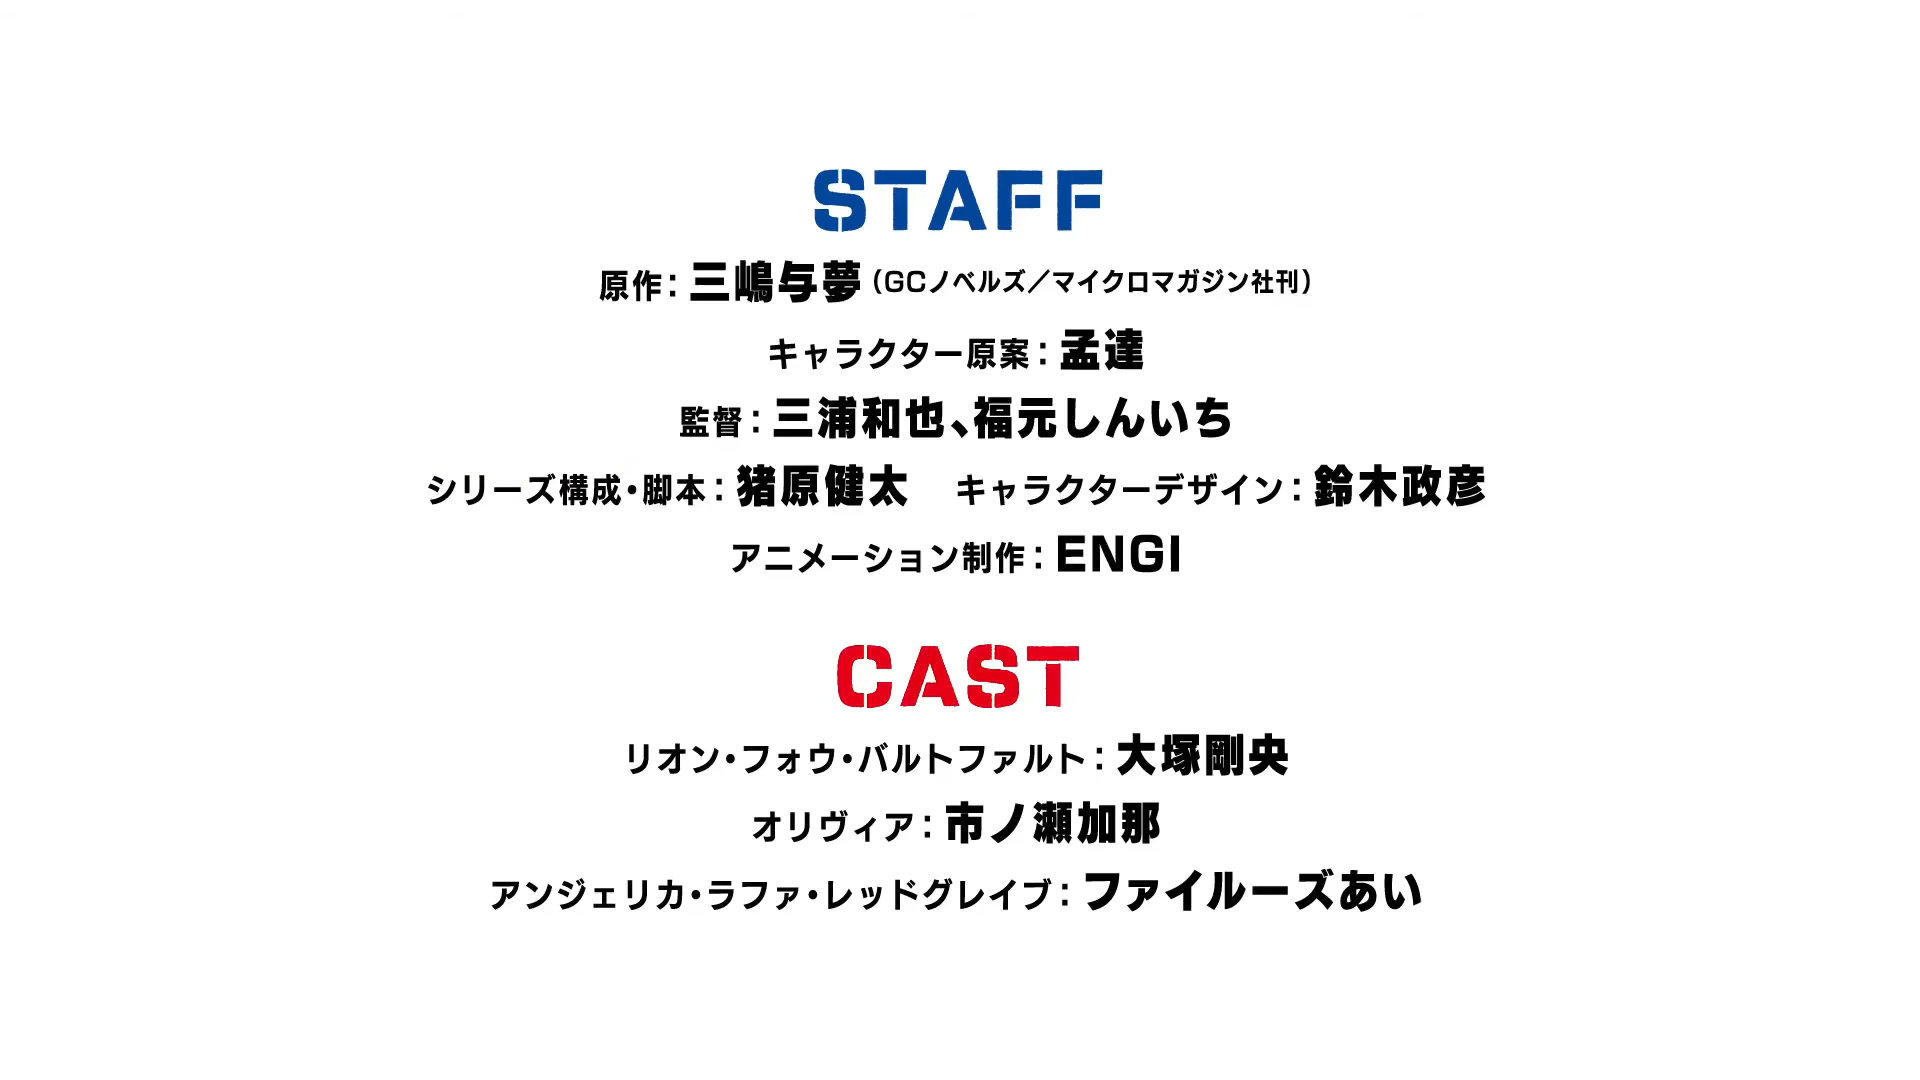 STAFF
原作：三嶋与夢（GCノベルズ／マイクロマガジン社刊）
キャラクター原案：孟達
監督：三浦和也、福元しんいち
シリーズ構成・脚本：猪原健太　キャラクターデザイン：鈴木政彦
アニメーション制作：ENGI
CAST
リオン・フォウ・バルトファルト：大塚剛央
オリヴィア：市ノ瀬加那
アンジェリカ・ラファ・レッドグレイブ：ファイルーズあい